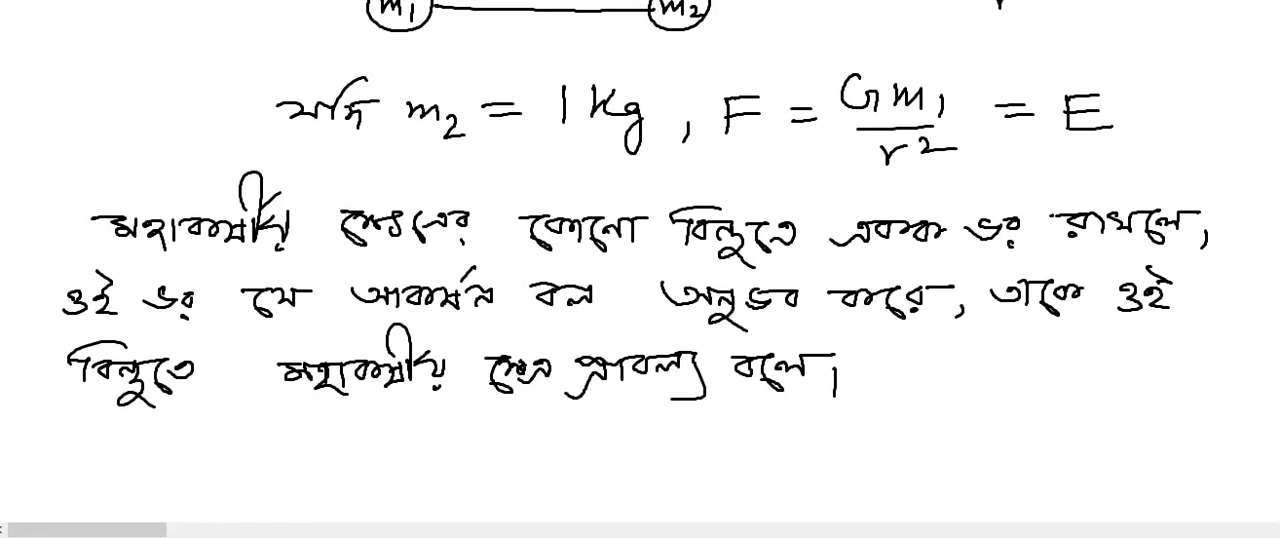 m₁ m₂
যদি m₂ = 1 kg, F = Gm₁/r² = E
মহাকর্ষীয় ক্ষেত্রের কোনো বিন্দুতে একক ভর রাখলে,
ওই ভর যে আকর্ষন বল অনুভব করে, তাকে ওই
বিন্দুতে মহাকর্ষীয় ক্ষেত্র প্রাবল্য বলে।